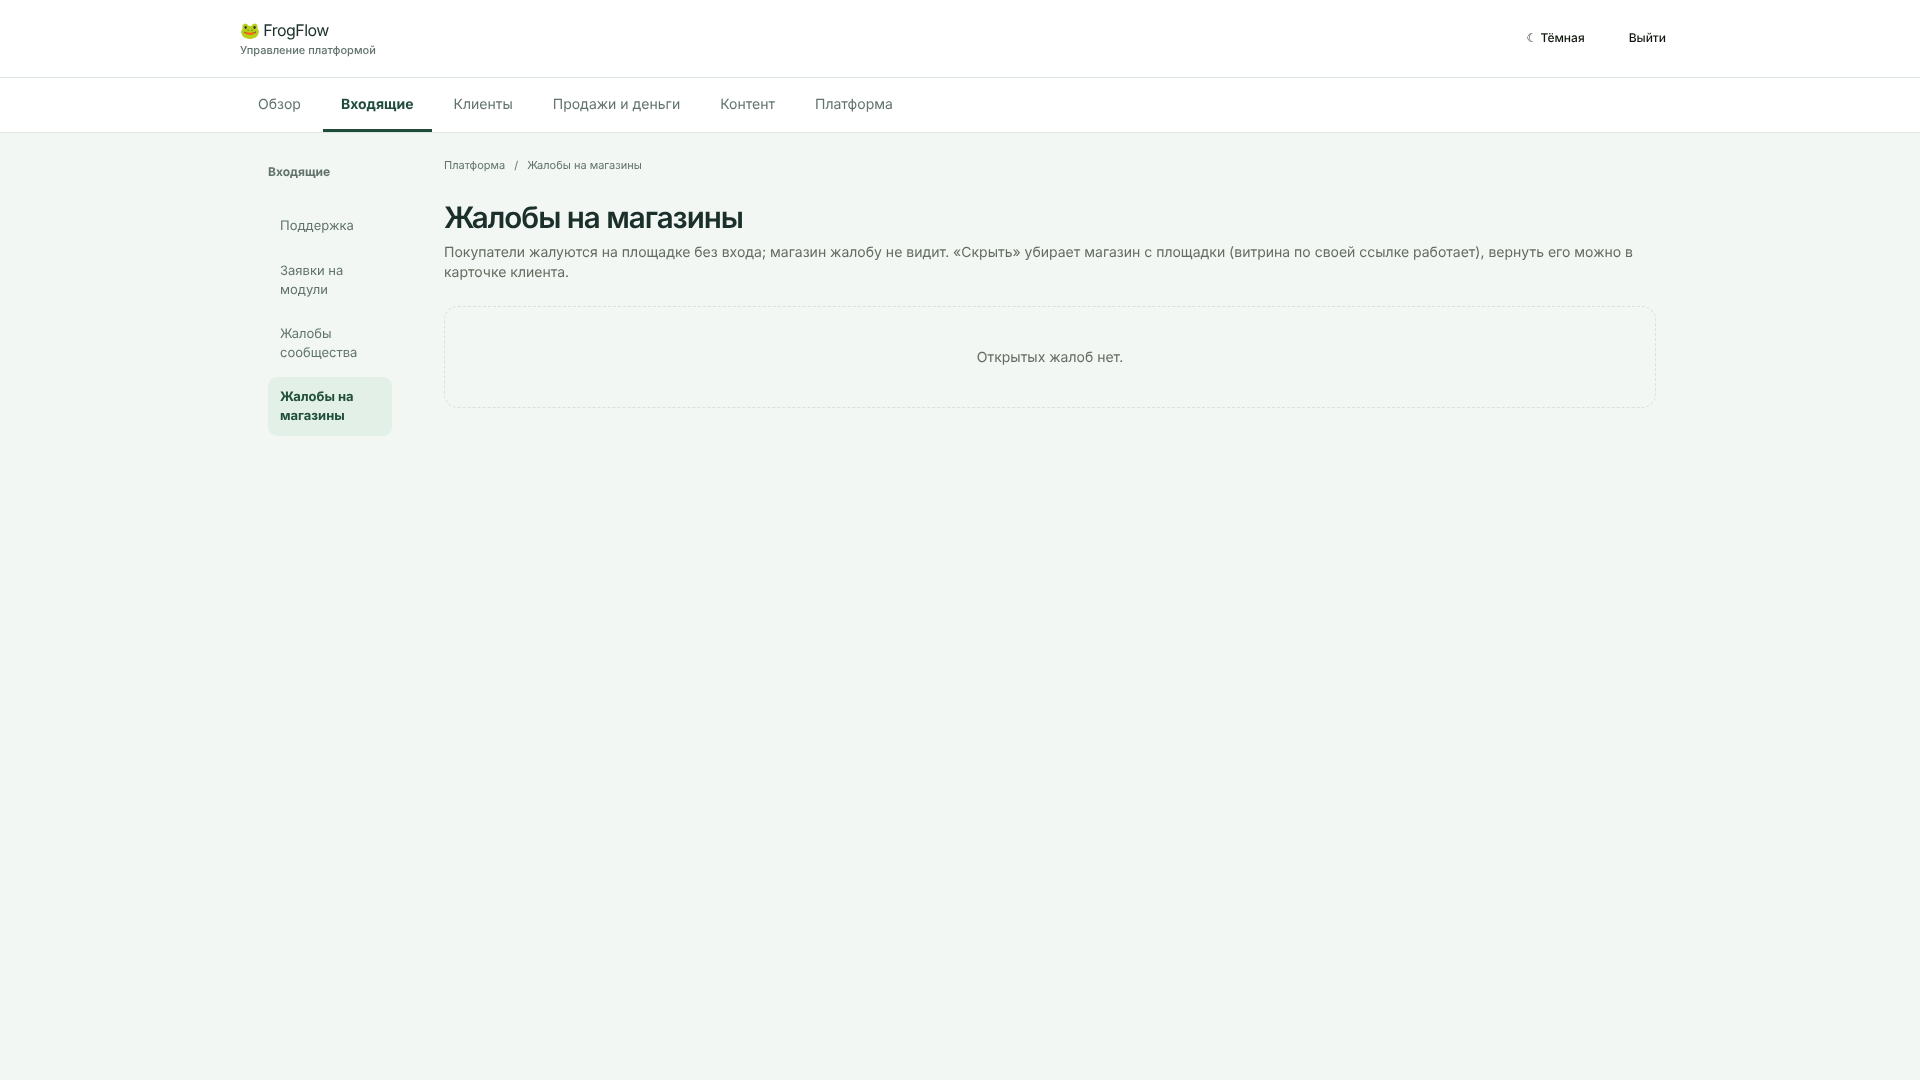 🐸 FrogFlow
Управление платформой
☾ Тёмная
Выйти
Обзор
Входящие
Клиенты
Продажи и деньги
Контент
Платформа
Входящие
Поддержка
Заявки на
модули
Жалобы
сообщества
Жалобы на
магазины
Платформа / Жалобы на магазины
Жалобы на магазины
Покупатели жалуются на площадке без входа; магазин жалобу не видит. «Скрыть» убирает магазин с площадки (витрина по своей ссылке работает), вернуть его можно в
карточке клиента.
Открытых жалоб нет.